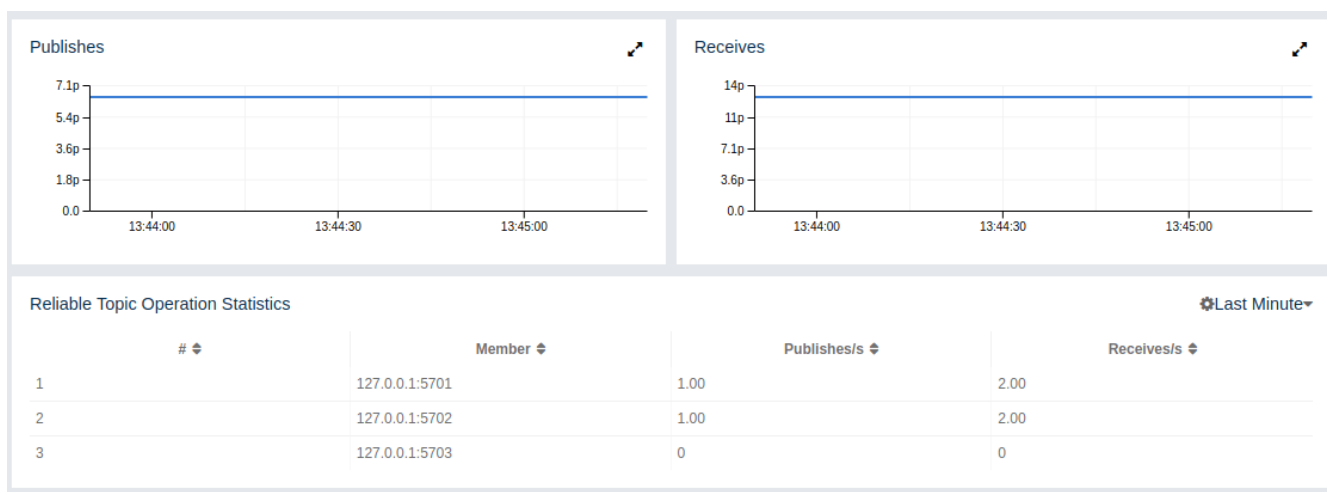 Publishes
7.1p
5.4p
3.6p
1.8p
0.0
13:44:00 13:44:30 13:45:00
Receives
14p
11p
7.1p
3.6p
0.0
13:44:00 13:44:30 13:45:00
Reliable Topic Operation Statistics Last Minute
# Member Publishes/s Receives/s
1 127.0.0.1:5701 1.00 2.00
2 127.0.0.1:5702 1.00 2.00
3 127.0.0.1:5703 0 0